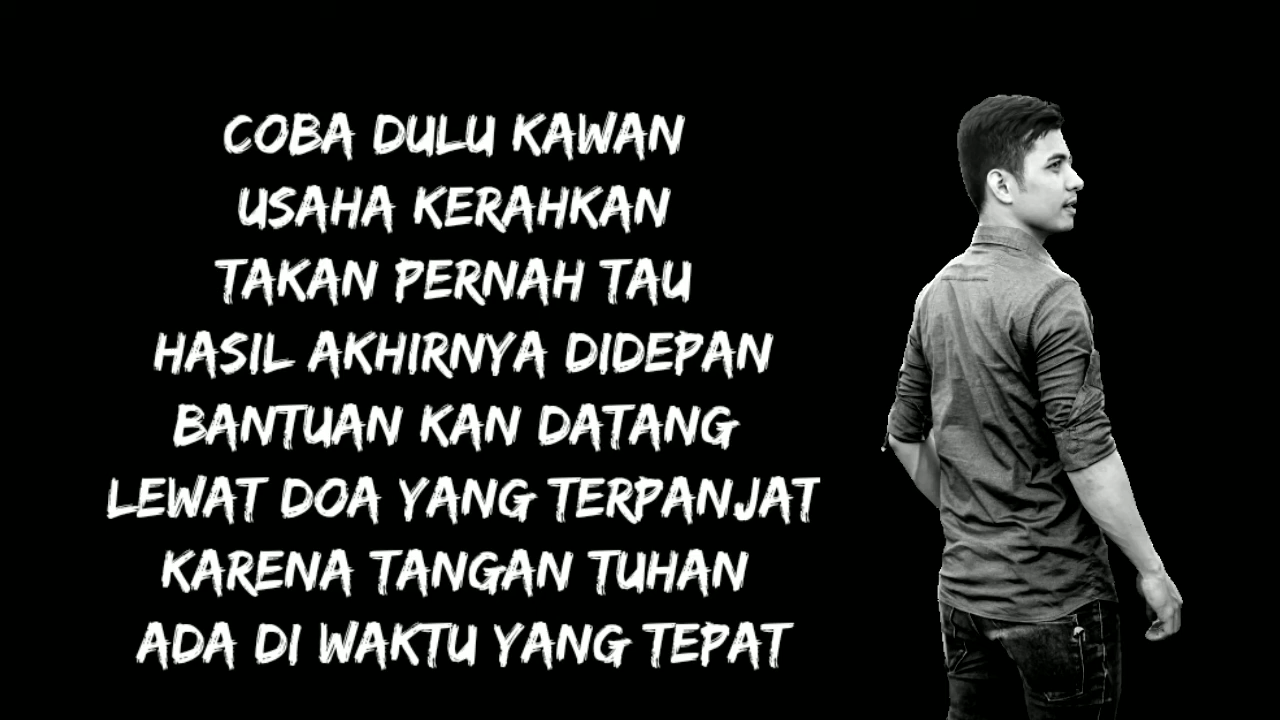 COBA DULU KAWAN
USAHA KERAHKAN
TAKAN PERNAH TAU
HASIL AKHIRNYA DIDEPAN
BANTUAN KAN DATANG
LEWAT DOA YANG TERPANJAT
KARENA TANGAN TUHAN
ADA DI WAKTU YANG TEPAT